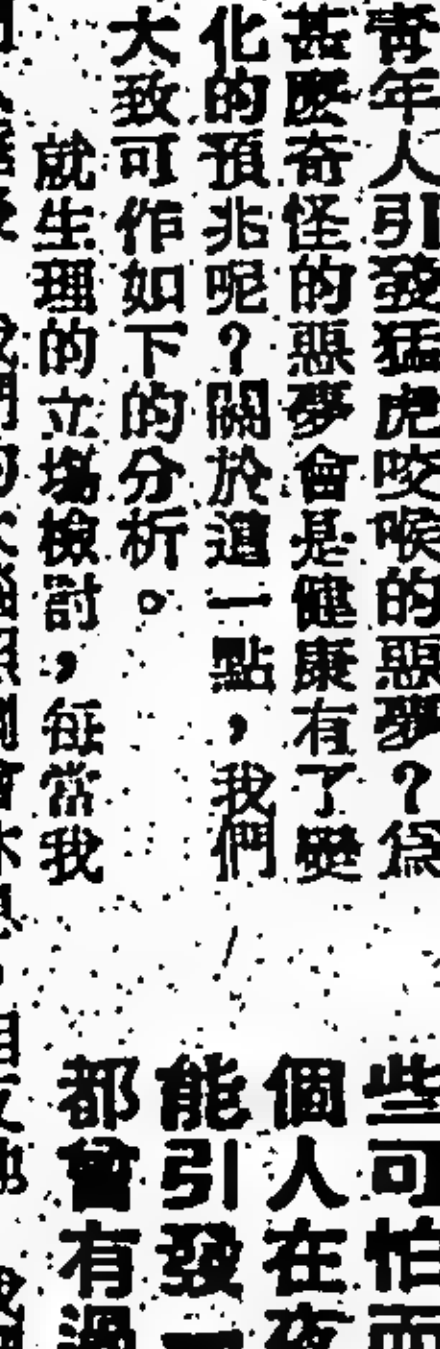 青年人引發猛虎咬喉的惡夢？為
甚麼奇怪的惡夢會是健康有了變
化的預兆呢？關於這一點，我們
大致可作如下的分析。
就生理的立場檢討，每當我
些可怕而
個人在夜
能引發一
都曾有過